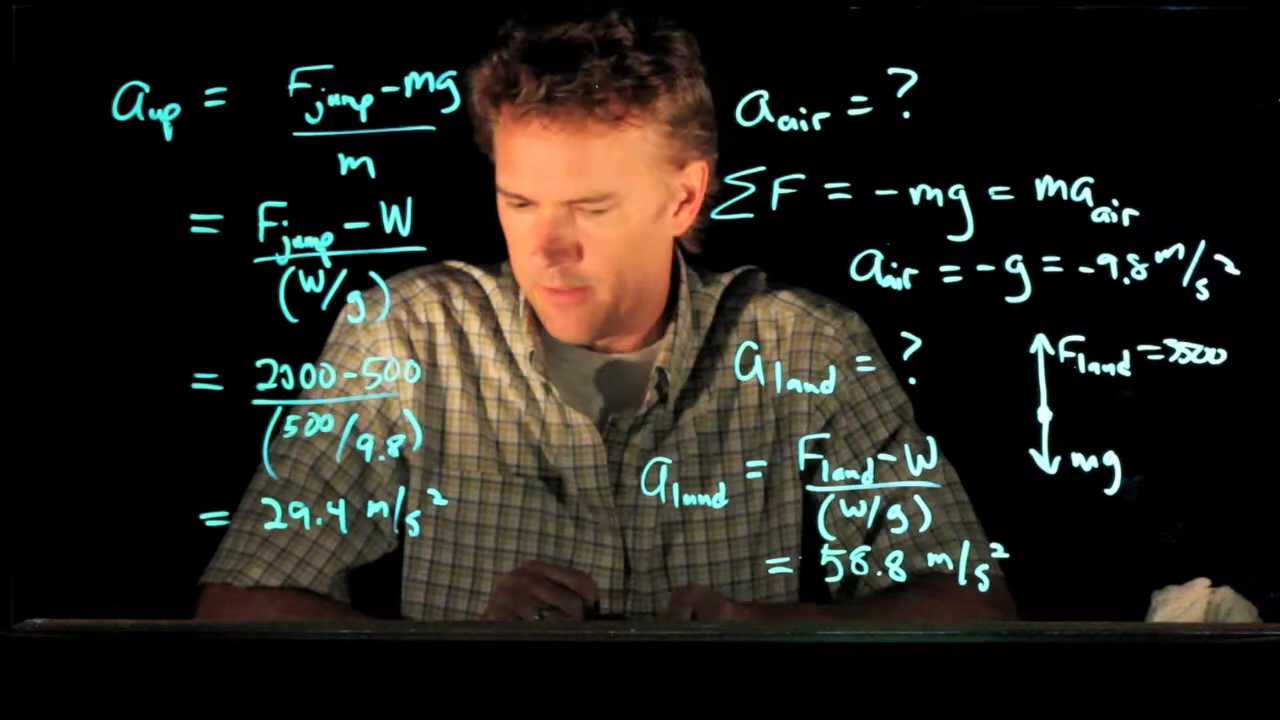 a_up = F_jump - mg
m
= F_jump - W
(W/g)
= 2000-500
(500/9.8)
= 29.4 m/s²
a_air = ?
ΣF = -mg = ma_air
a_air = -g = -9.8 m/s²
F_land = 3500
mg
a_land = ?
a_land = F_land - W
(W/g)
= 58.8 m/s²